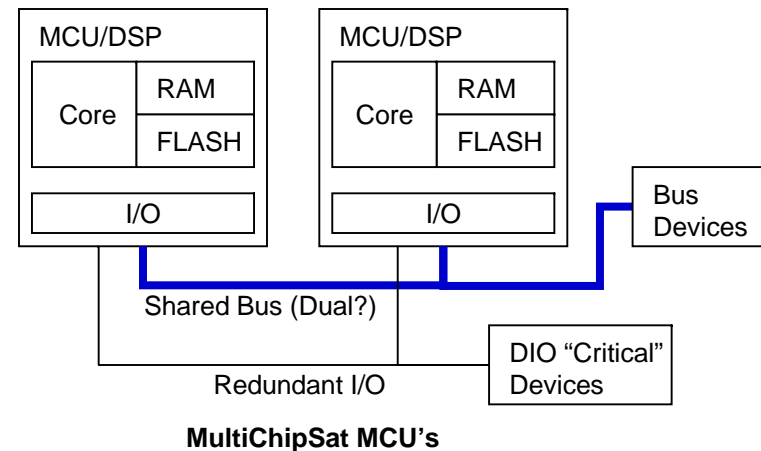 MCU/DSP
Core
RAM
FLASH
I/O
MCU/DSP
Core
RAM
FLASH
I/O
Bus
Devices
Shared Bus (Dual?)
DIO “Critical”
Devices
Redundant I/O
MultiChipSat MCU's